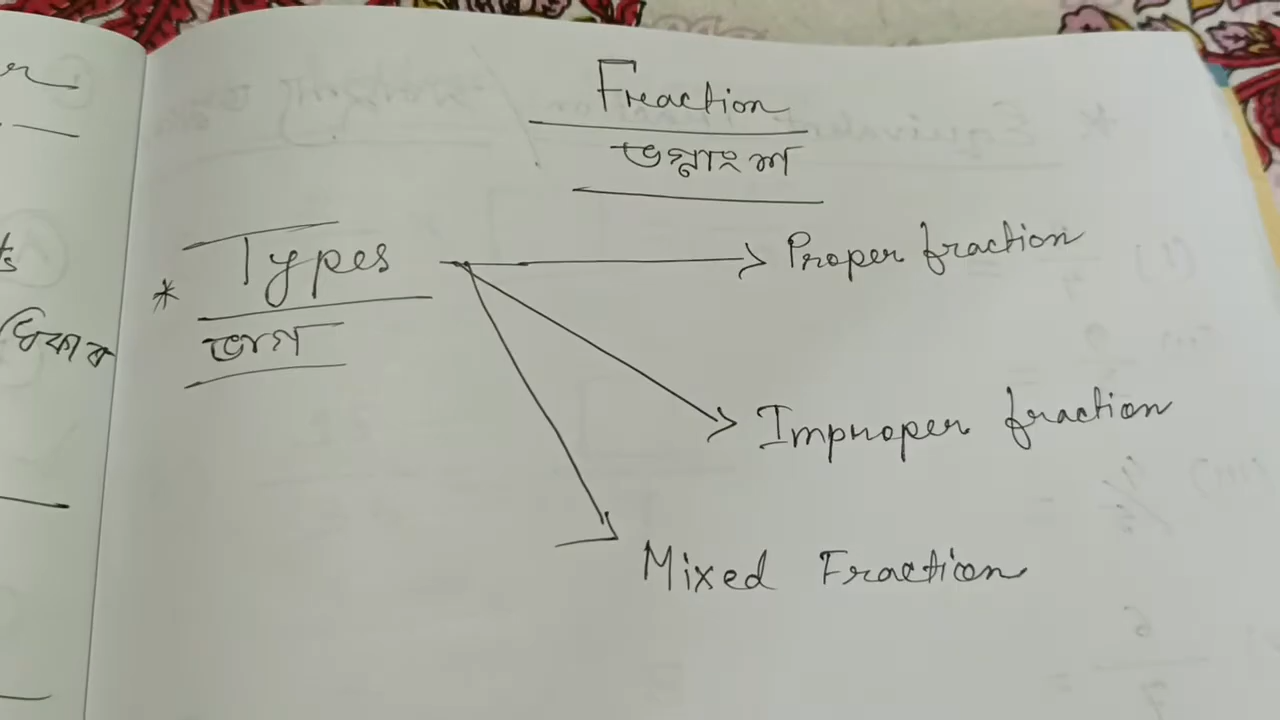 Fraction
ভগ্নাংশ
* Types
ভাগ
Proper fraction
Improper fraction
Mixed Fraction